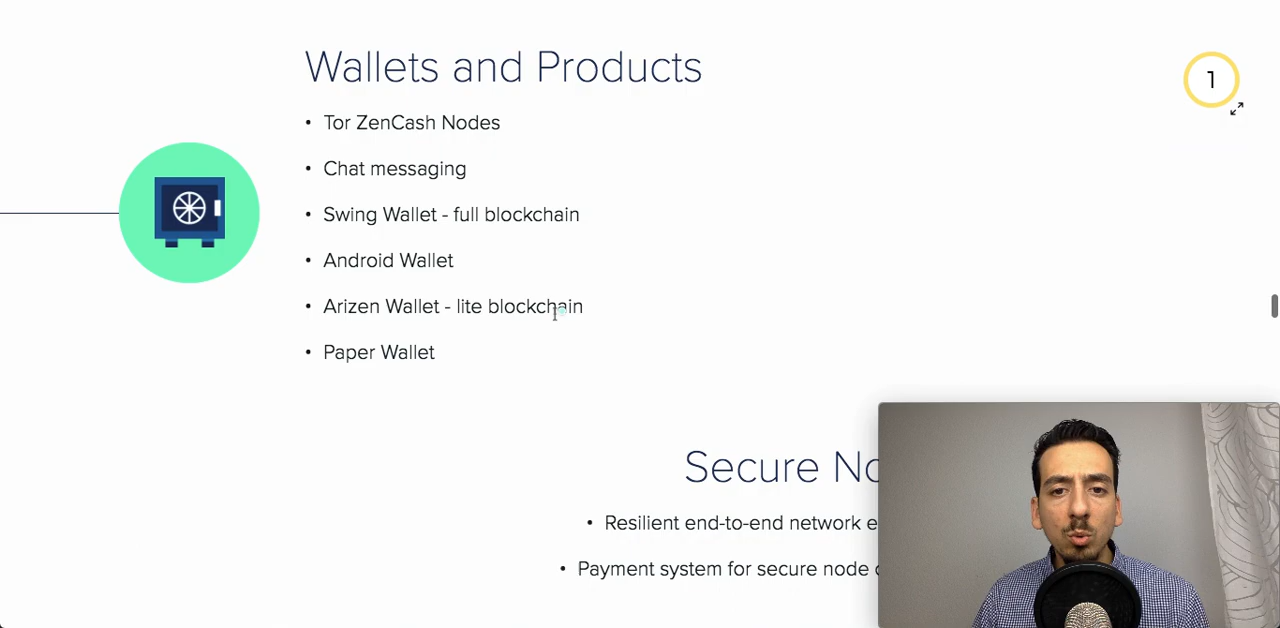 Wallets and Products
1
• Tor ZenCash Nodes
• Chat messaging
• Swing Wallet - full blockchain
• Android Wallet
• Arizen Wallet - lite blockchain
• Paper Wallet
Secure
• Resilient end-to-end network
• Payment system for secure node